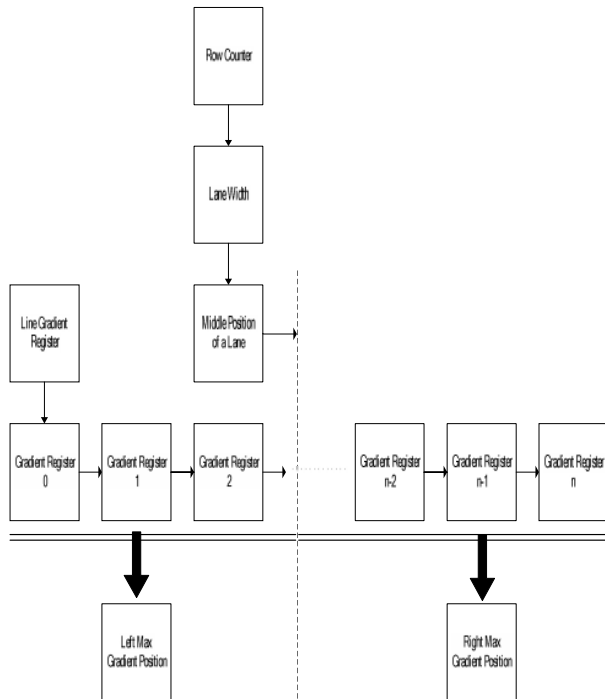 Row Counter
Lane Width
Line Gradient
Register
Middle Position
of a Lane
Gradient Register
0
Gradient Register
1
Gradient Register
2
Gradient Register
n-2
Gradient Register
n-1
Gradient Register
n
Left Max
Gradient Position
Right Max
Gradient Position